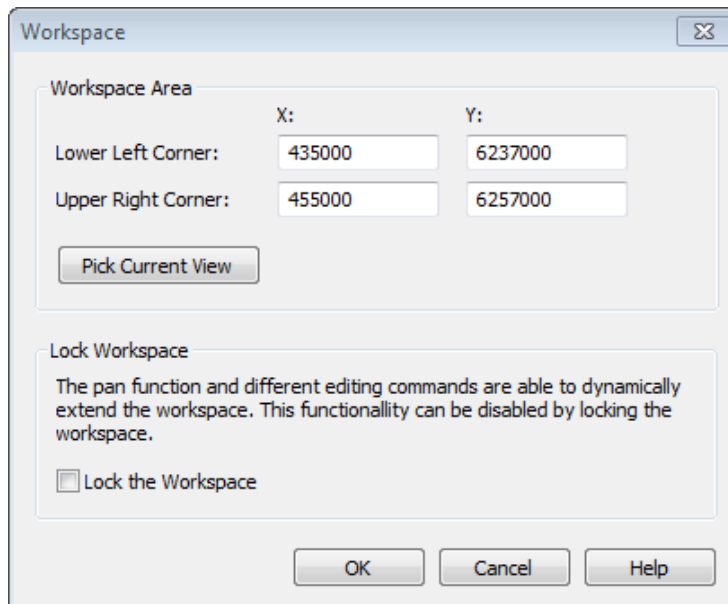 Workspace
Workspace Area
X: Y:
Lower Left Corner: 435000 6237000
Upper Right Corner: 455000 6257000
Pick Current View
Lock Workspace
The pan function and different editing commands are able to dynamically
extend the workspace. This functionallity can be disabled by locking the
workspace.
Lock the Workspace
OK Cancel Help